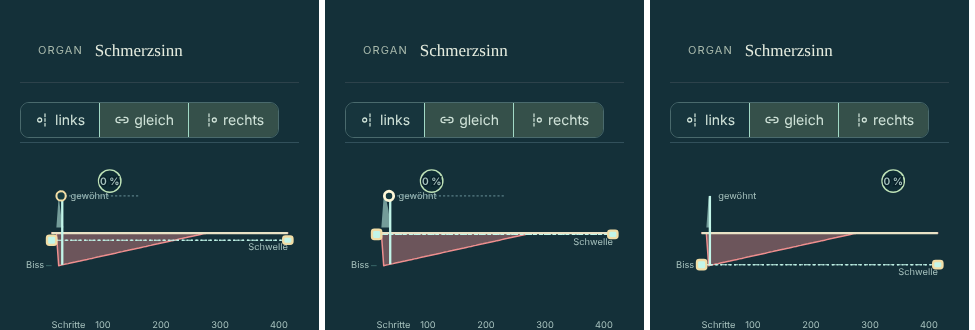 ORGAN Schmerzsinn
links gleich rechts
0 %
gewöhnt
Schwelle
Biss
Schritte 100 200 300 400
ORGAN Schmerzsinn
links gleich rechts
0 %
gewöhnt
Schwelle
Biss
Schritte 100 200 300 400
ORGAN Schmerzsinn
links gleich rechts
0 %
gewöhnt
Biss
Schwelle
Schritte 100 200 300 400